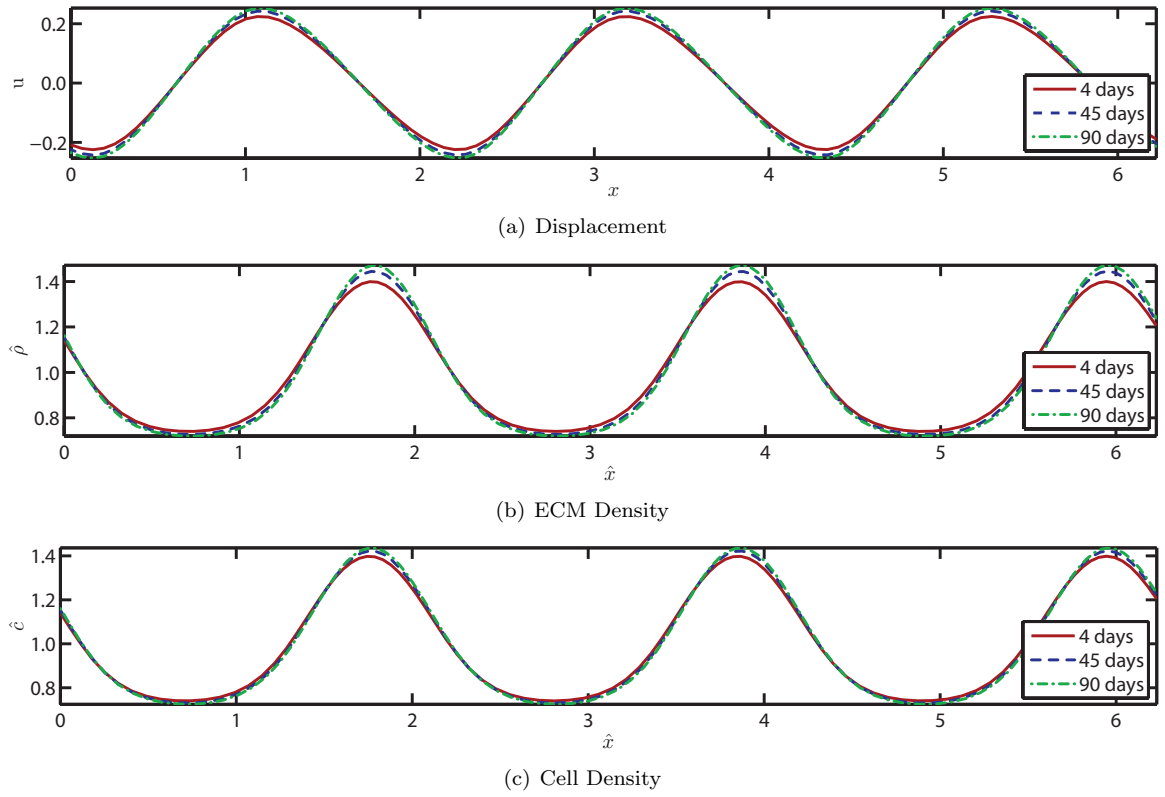 0.2
0.0
−0.2
u
4 days
45 days
90 days
0 1 2 3 4 5 6
x
(a) Displacement
1.4
1.2
1.0
0.8
ρ̂
4 days
45 days
90 days
0 1 2 3 4 5 6
x̂
(b) ECM Density
1.4
1.2
1.0
0.8
ĉ
4 days
45 days
90 days
0 1 2 3 4 5 6
x̂
(c) Cell Density